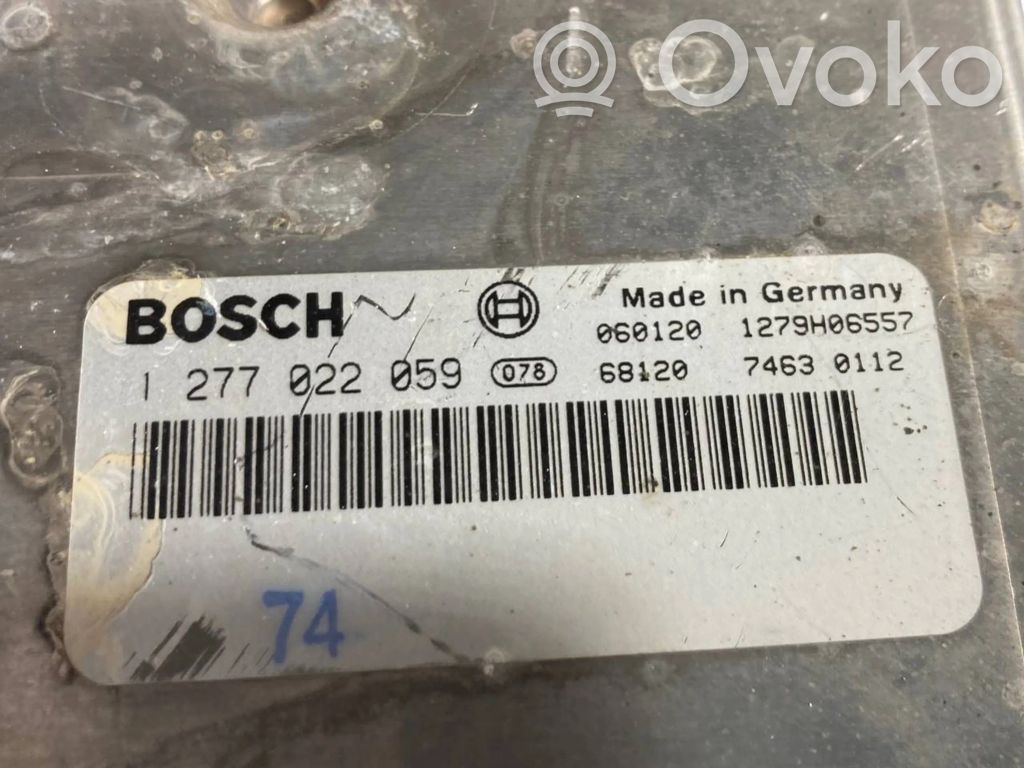 Ovoko
BOSCH Made in Germany
060120 1279H06557
1 277 022 059 078 68120 7463 0112
74